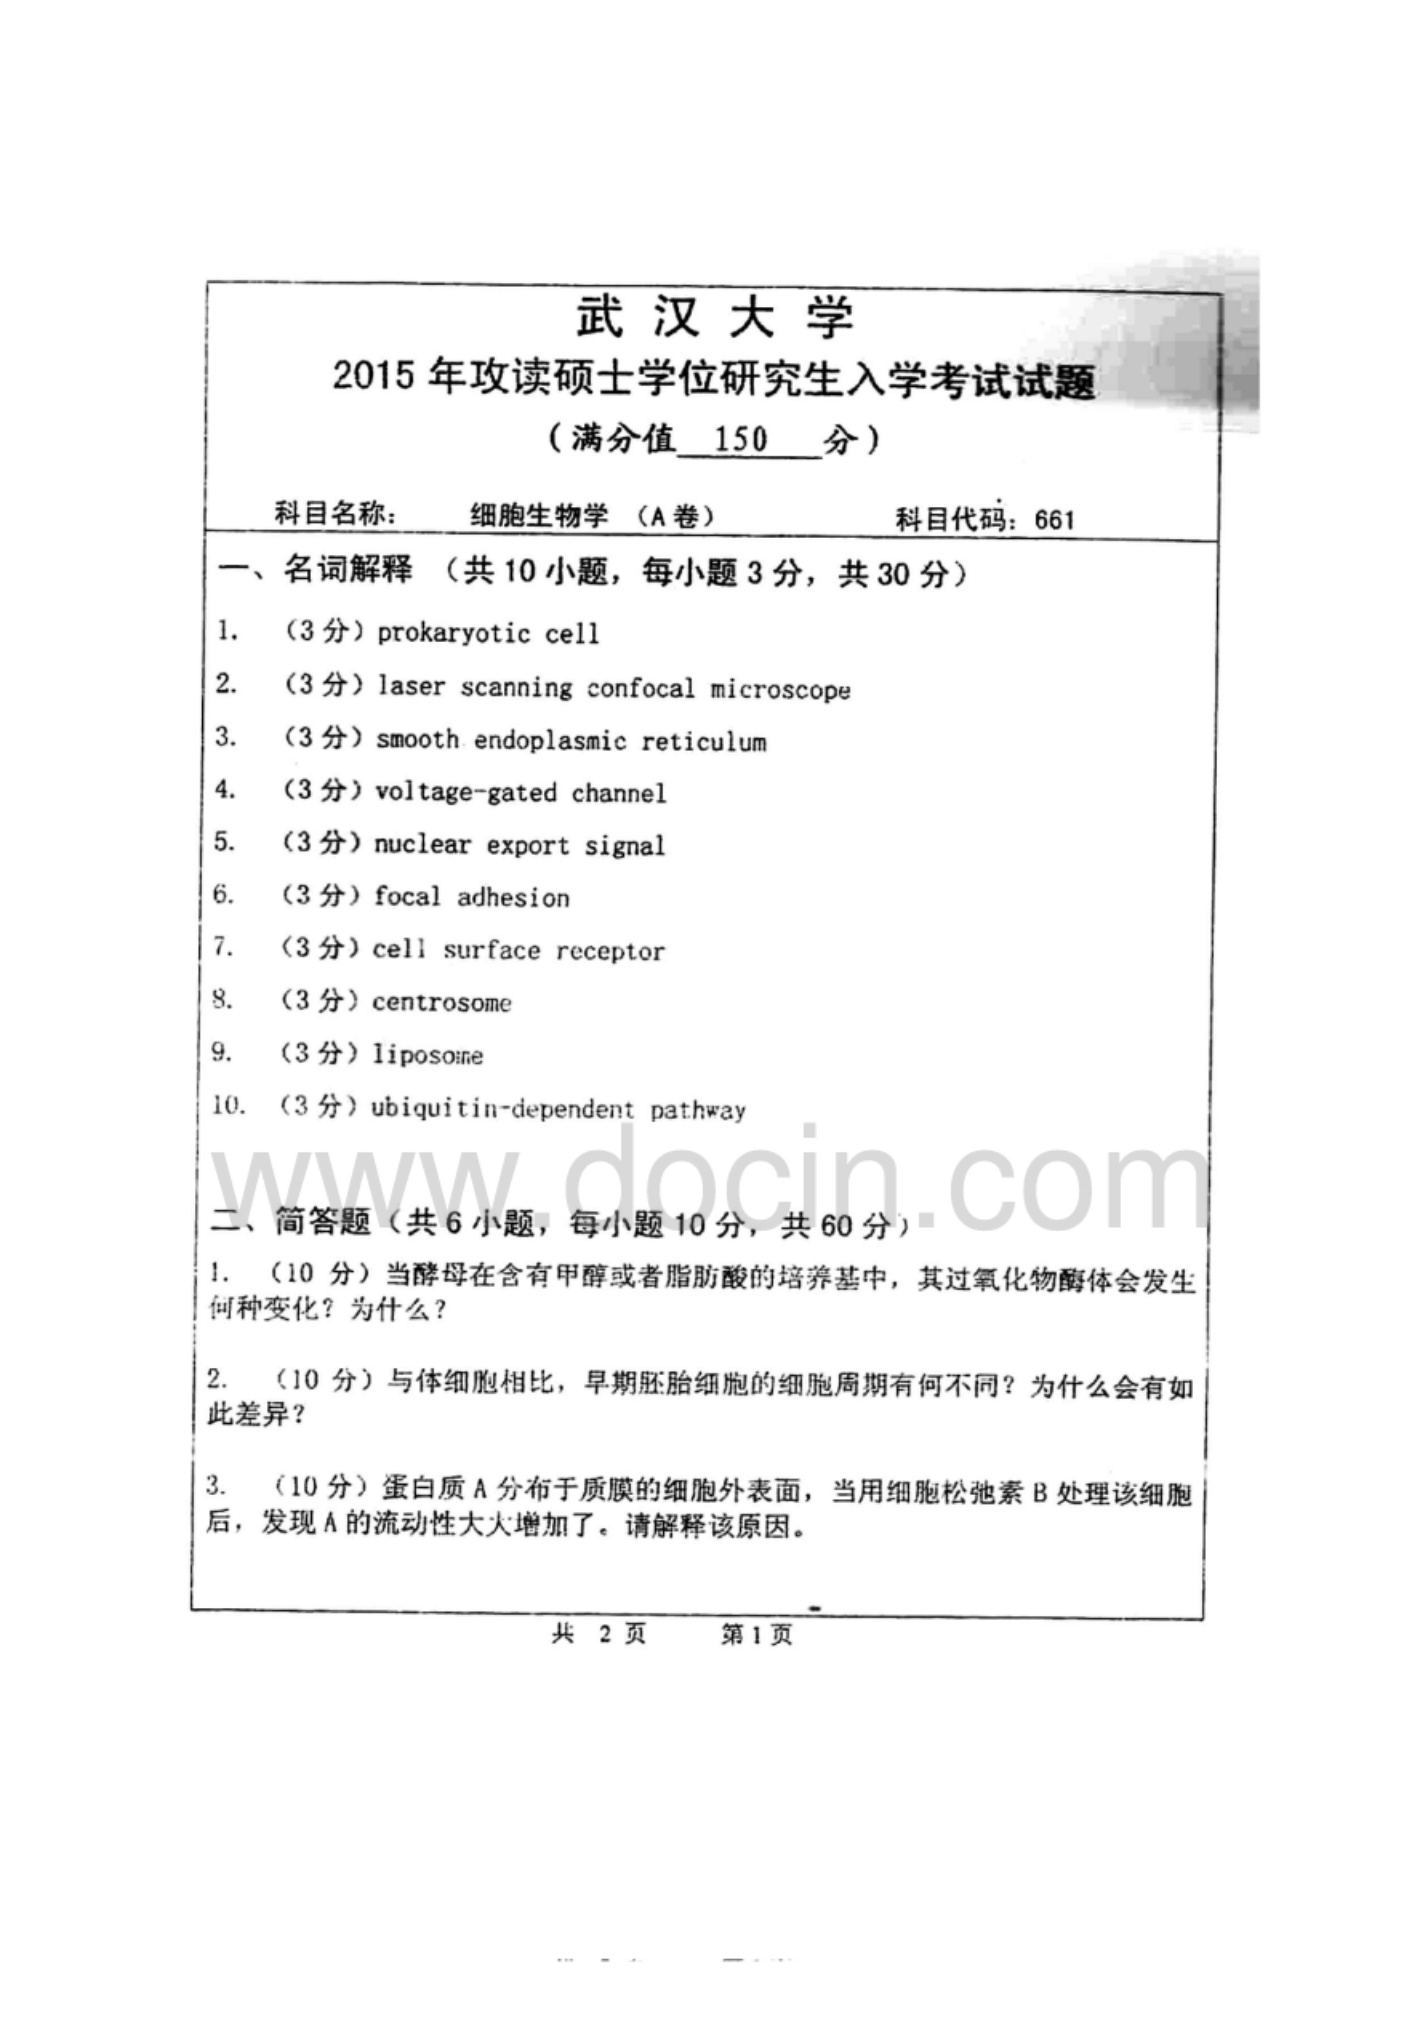 武汉大学
2015年攻读硕士学位研究生入学考试试题
(满分值 150 分)
科目名称: 细胞生物学 (A卷) 科目代码: 661
一、名词解释 (共10小题, 每小题3分, 共30分)
1. (3分) prokaryotic cell
2. (3分) laser scanning confocal microscope
3. (3分) smooth endoplasmic reticulum
4. (3分) voltage-gated channel
5. (3分) nuclear export signal
6. (3分) focal adhesion
7. (3分) cell surface receptor
8. (3分) centrosome
9. (3分) liposome
10. (3分) ubiquitin-dependent pathway
www.docin.com
二、简答题 (共6小题, 每小题10分, 共60分)
1. (10 分) 当酵母在含有甲醇或者脂肪酸的培养基中, 其过氧化物酶体会发生
何种变化? 为什么?
2. (10 分) 与体细胞相比, 早期胚胎细胞的细胞周期有何不同? 为什么会有如
此差异?
3. (10分) 蛋白质 A 分布于质膜的细胞外表面, 当用细胞松弛素 B 处理该细胞
后, 发现 A 的流动性大大增加了。请解释该原因。
共 2 页 第1页